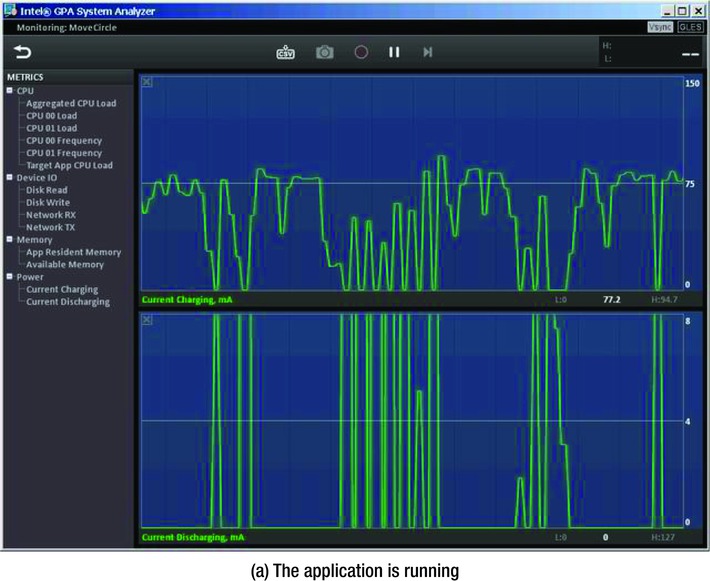 Intel® GPA System Analyzer
Monitoring: MoveCircle
Vsync GLES
CSV
H:
L:
--
METRICS
CPU
Aggregated CPU Load
CPU 00 Load
CPU 01 Load
CPU 00 Frequency
CPU 01 Frequency
Target App CPU Load
Device IO
Disk Read
Disk Write
Network RX
Network TX
Memory
App Resident Memory
Available Memory
Power
Current Charging
Current Discharging
150
75
0
Current Charging, mA L:0 77.2 H:94.7
8
4
0
Current Discharging, mA L:0 0 H:127
(a) The application is running